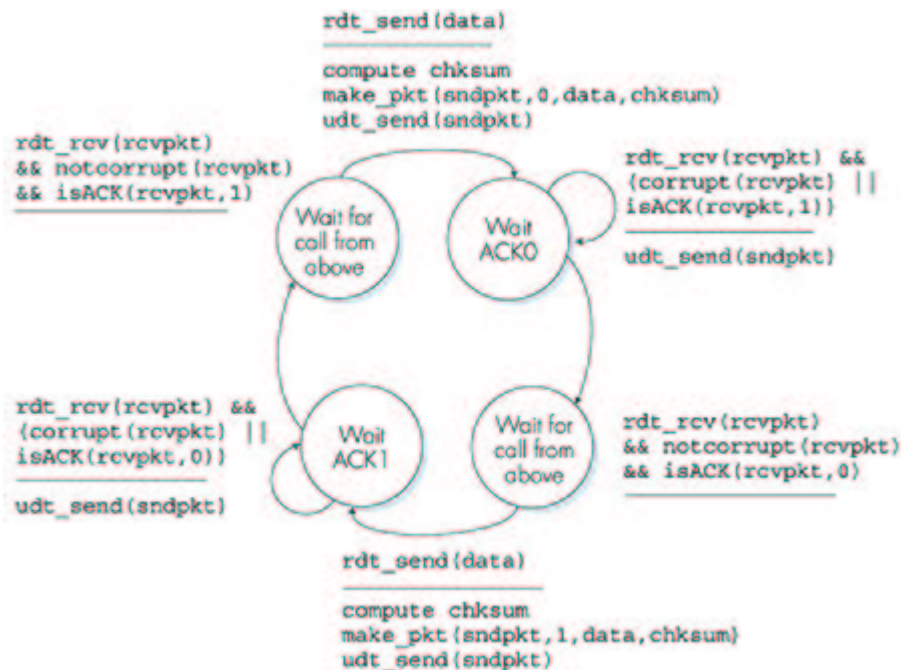 rdt_send(data)
compute chksum
make_pkt(sndpkt,0,data,chksum)
udt_send(sndpkt)
rdt_rcv(rcvpkt)
&& notcorrupt(rcvpkt)
&& isACK(rcvpkt,1)
rdt_rcv(rcvpkt) &&
(corrupt(rcvpkt) ||
isACK(rcvpkt,1))
udt_send(sndpkt)
Wait for
call from
above
Wait
ACK0
rdt_rcv(rcvpkt) &&
(corrupt(rcvpkt) ||
isACK(rcvpkt,0))
udt_send(sndpkt)
Wait
ACK1
Wait for
call from
above
rdt_rcv(rcvpkt)
&& notcorrupt(rcvpkt)
&& isACK(rcvpkt,0)
rdt_send(data)
compute chksum
make_pkt(sndpkt,1,data,chksum)
udt_send(sndpkt)